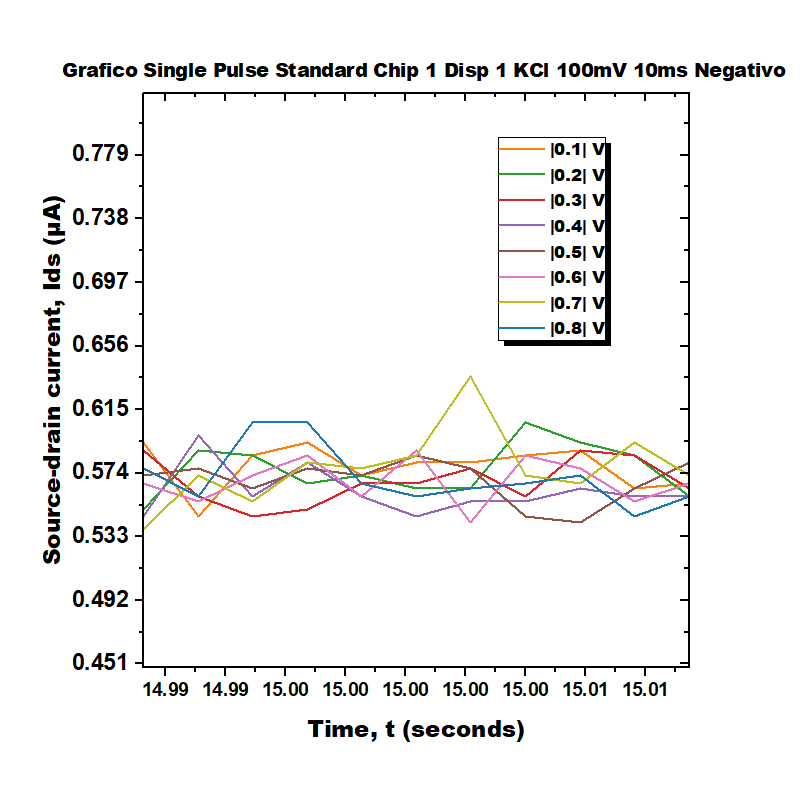 Grafico Single Pulse Standard Chip 1 Disp 1 KCl 100mV 10ms Negativo
|0.1| V
|0.2| V
|0.3| V
|0.4| V
|0.5| V
|0.6| V
|0.7| V
|0.8| V
Source-drain current, Ids (µA)
0.779
0.738
0.697
0.656
0.615
0.574
0.533
0.492
0.451
14.99 14.99 15.00 15.00 15.00 15.00 15.00 15.01 15.01
Time, t (seconds)